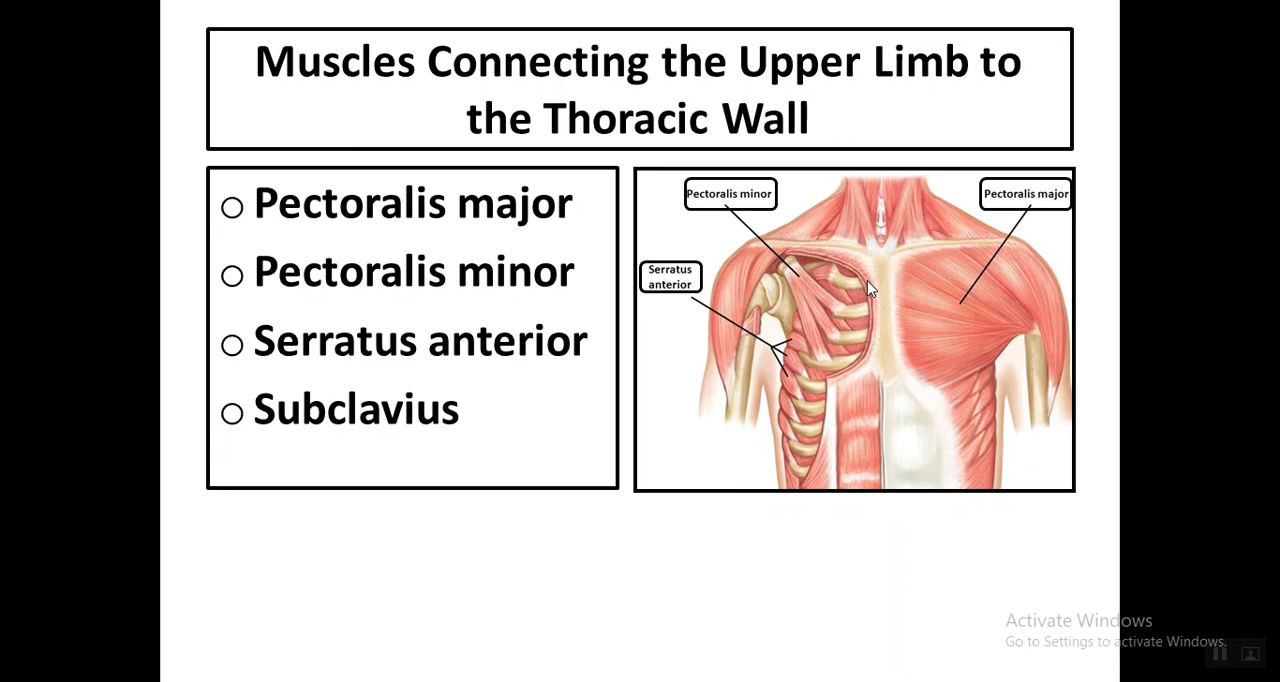 Muscles Connecting the Upper Limb to
the Thoracic Wall
○ Pectoralis major
○ Pectoralis minor
○ Serratus anterior
○ Subclavius
Pectoralis minor
Pectoralis major
Serratus
anterior
Activate Windows
Go to Settings to activate Windows.